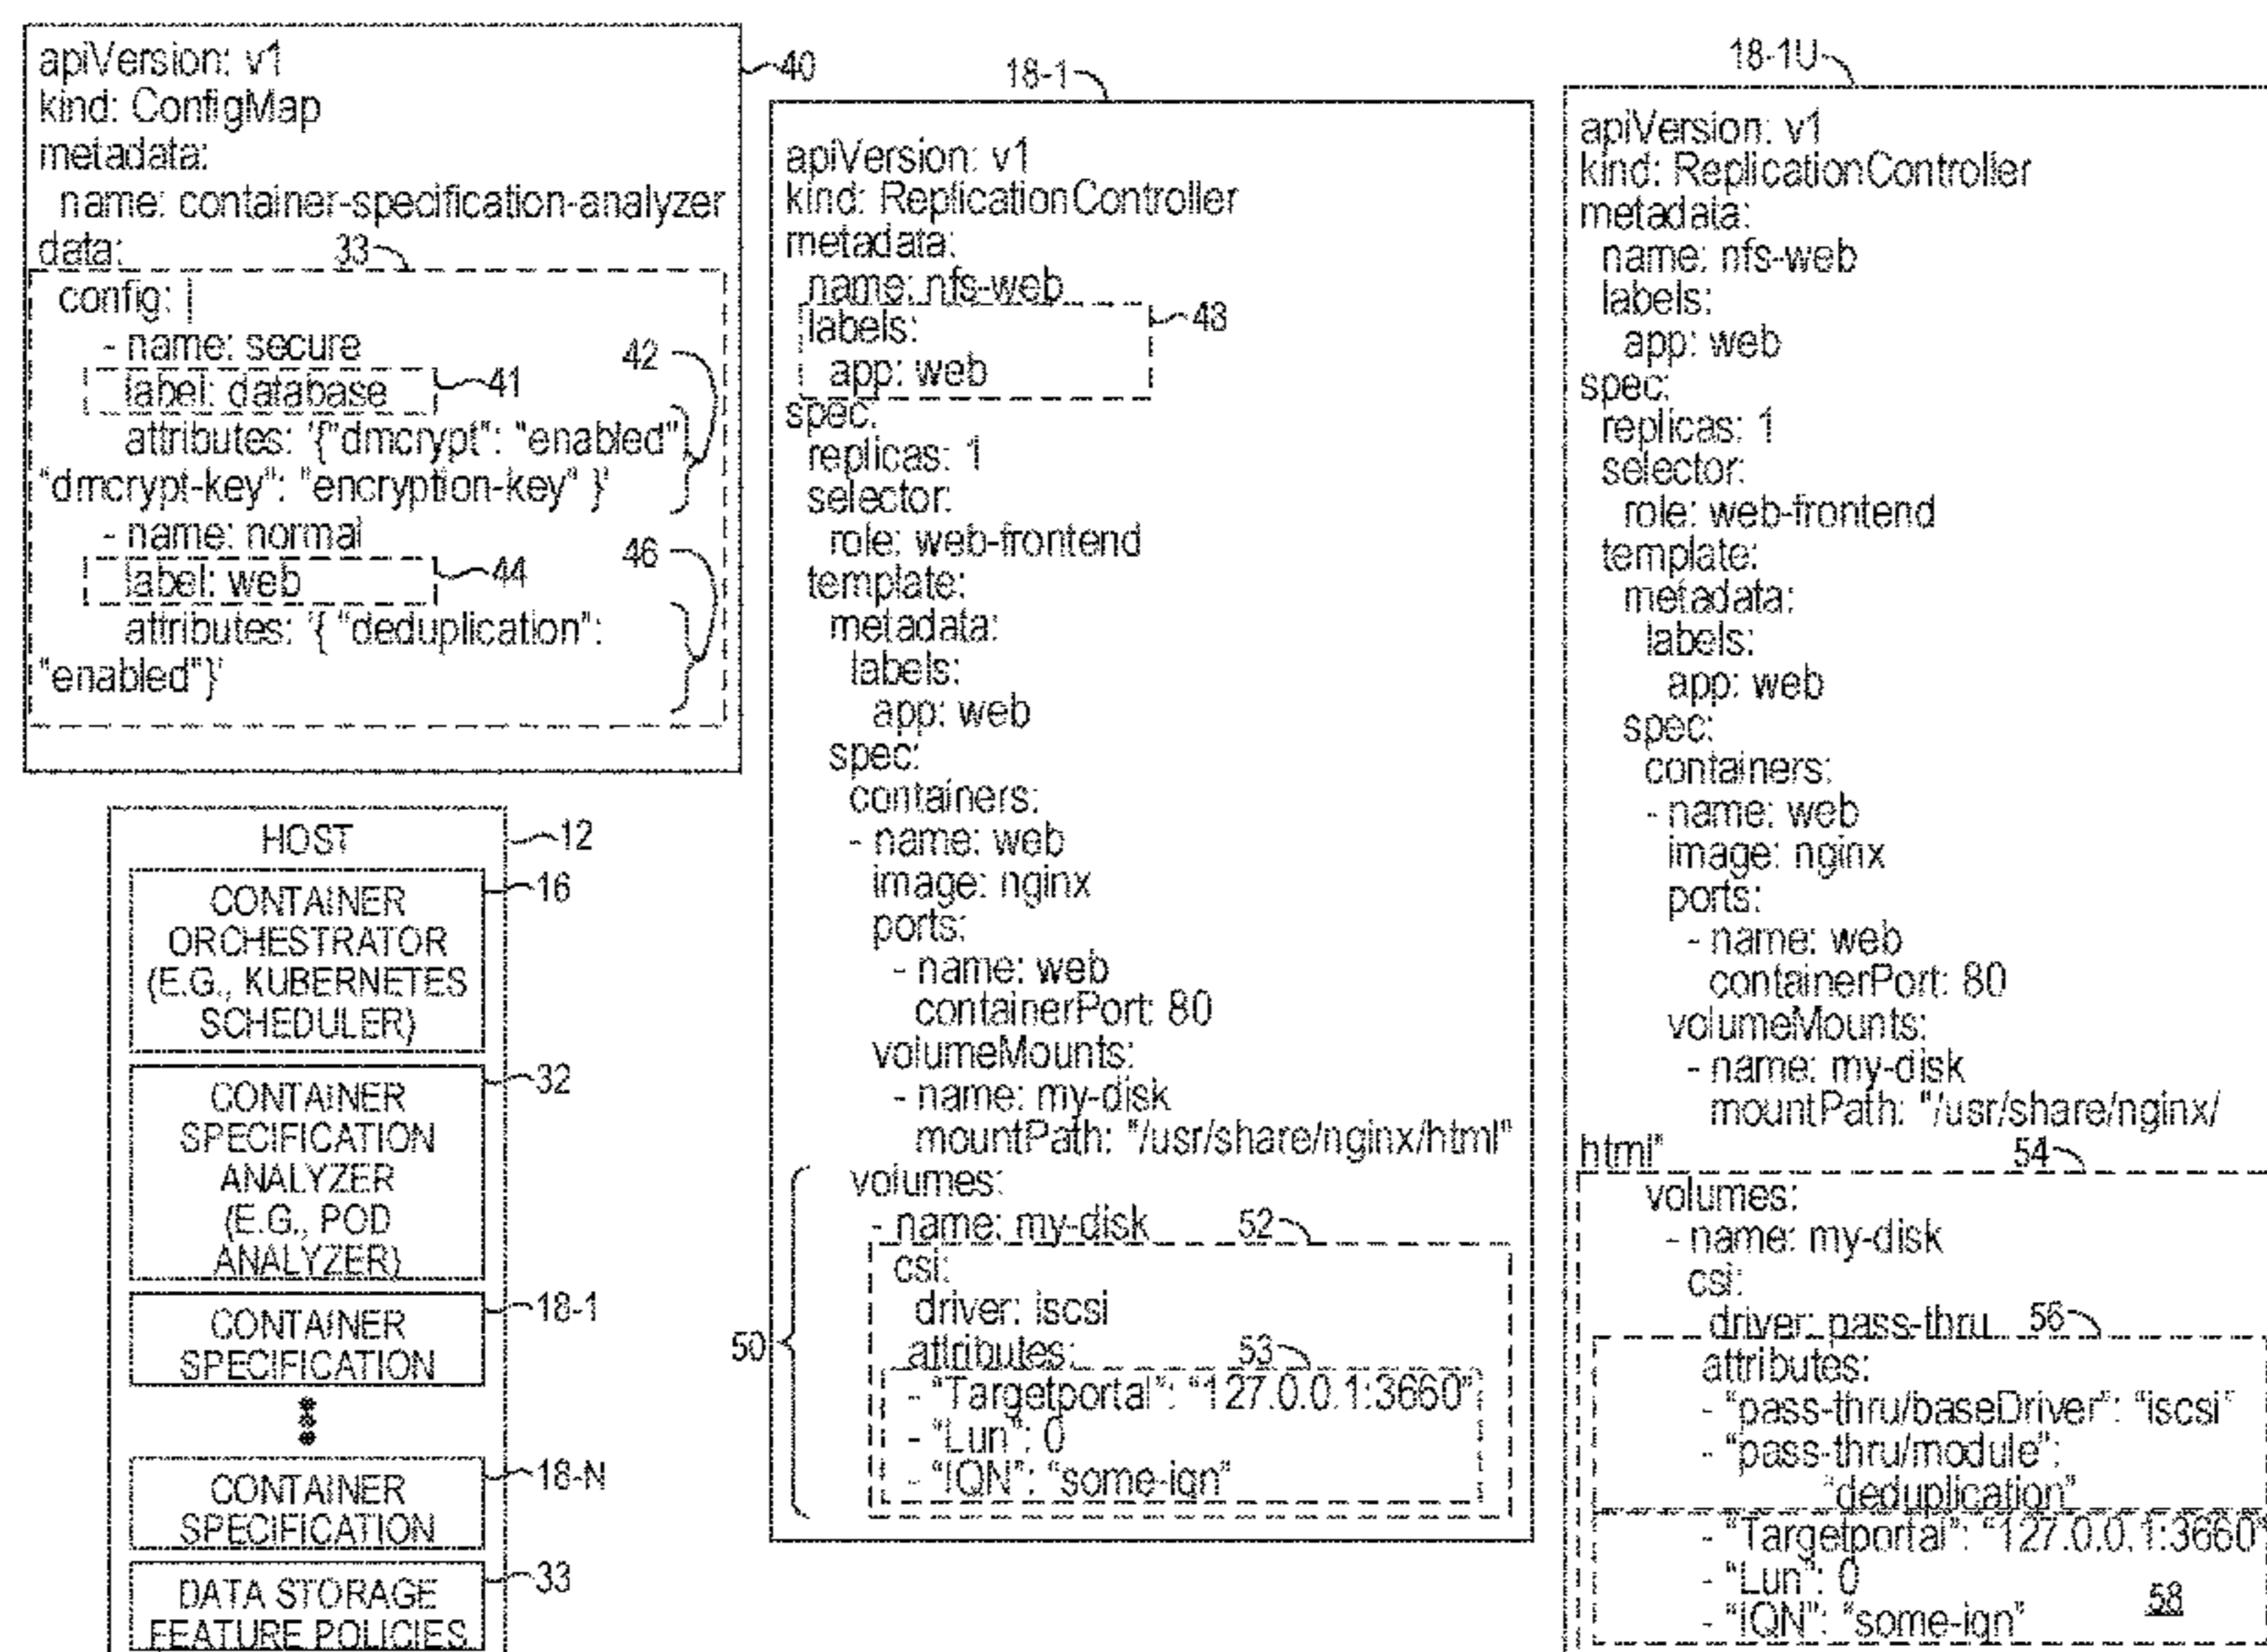 apiVersion: v1
kind: ConfigMap
metadata:
name: container-specification-analyzer
data:
33
config: |
- name: secure
label: database
attributes: '{"dmcrypt": "enabled"
"dmcrypt-key": "encryption-key" }'
- name: normal
label: web
attributes: '{ "deduplication":
"enabled"}'
40
41
42
44
46
HOST
12
CONTAINER
ORCHESTRATOR
(E.G., KUBERNETES
SCHEDULER)
16
CONTAINER
SPECIFICATION
ANALYZER
(E.G., POD
ANALYZER)
32
CONTAINER
SPECIFICATION
18-1
CONTAINER
SPECIFICATION
18-N
DATA STORAGE
FEATURE POLICIES
33
18-1
apiVersion: v1
kind: ReplicationController
metadata:
name: nfs-web
labels:
app: web
48
spec:
replicas: 1
selector:
role: web-frontend
template:
metadata:
labels:
app: web
spec:
containers:
- name: web
image: nginx
ports:
- name: web
containerPort: 80
volumeMounts:
- name: my-disk
mountPath: "/usr/share/nginx/html"
volumes:
- name: my-disk
52
csi:
driver: iscsi
attributes:
53
- "Targetportal": "127.0.0.1:3660"
- "Lun": 0
- "IQN": "some-iqn"
50
18-1U
apiVersion: v1
kind: ReplicationController
metadata:
name: nfs-web
labels:
app: web
spec:
replicas: 1
selector:
role: web-frontend
template:
metadata:
labels:
app: web
spec:
containers:
- name: web
image: nginx
ports:
- name: web
containerPort: 80
volumeMounts:
- name: my-disk
mountPath: "/usr/share/nginx/
html"
54
volumes:
- name: my-disk
csi:
driver: pass-thru
56
attributes:
- "pass-thru/baseDriver": "iscsi"
- "pass-thru/module":
"deduplication"
- "Targetportal": "127.0.0.1:3660"
- "Lun": 0
- "IQN": "some-iqn"
58